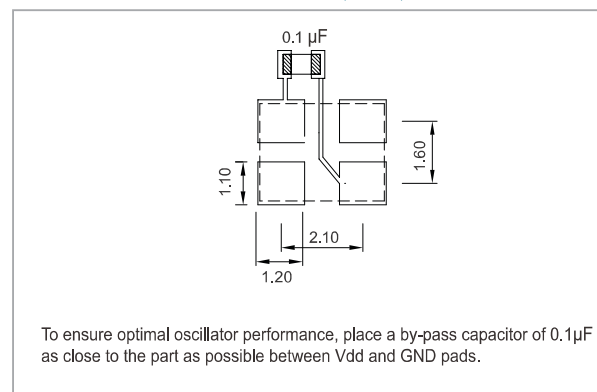 0.1 µF
1.60
1.10
2.10
1.20
To ensure optimal oscillator performance, place a by-pass capacitor of 0.1µF
as close to the part as possible between Vdd and GND pads.